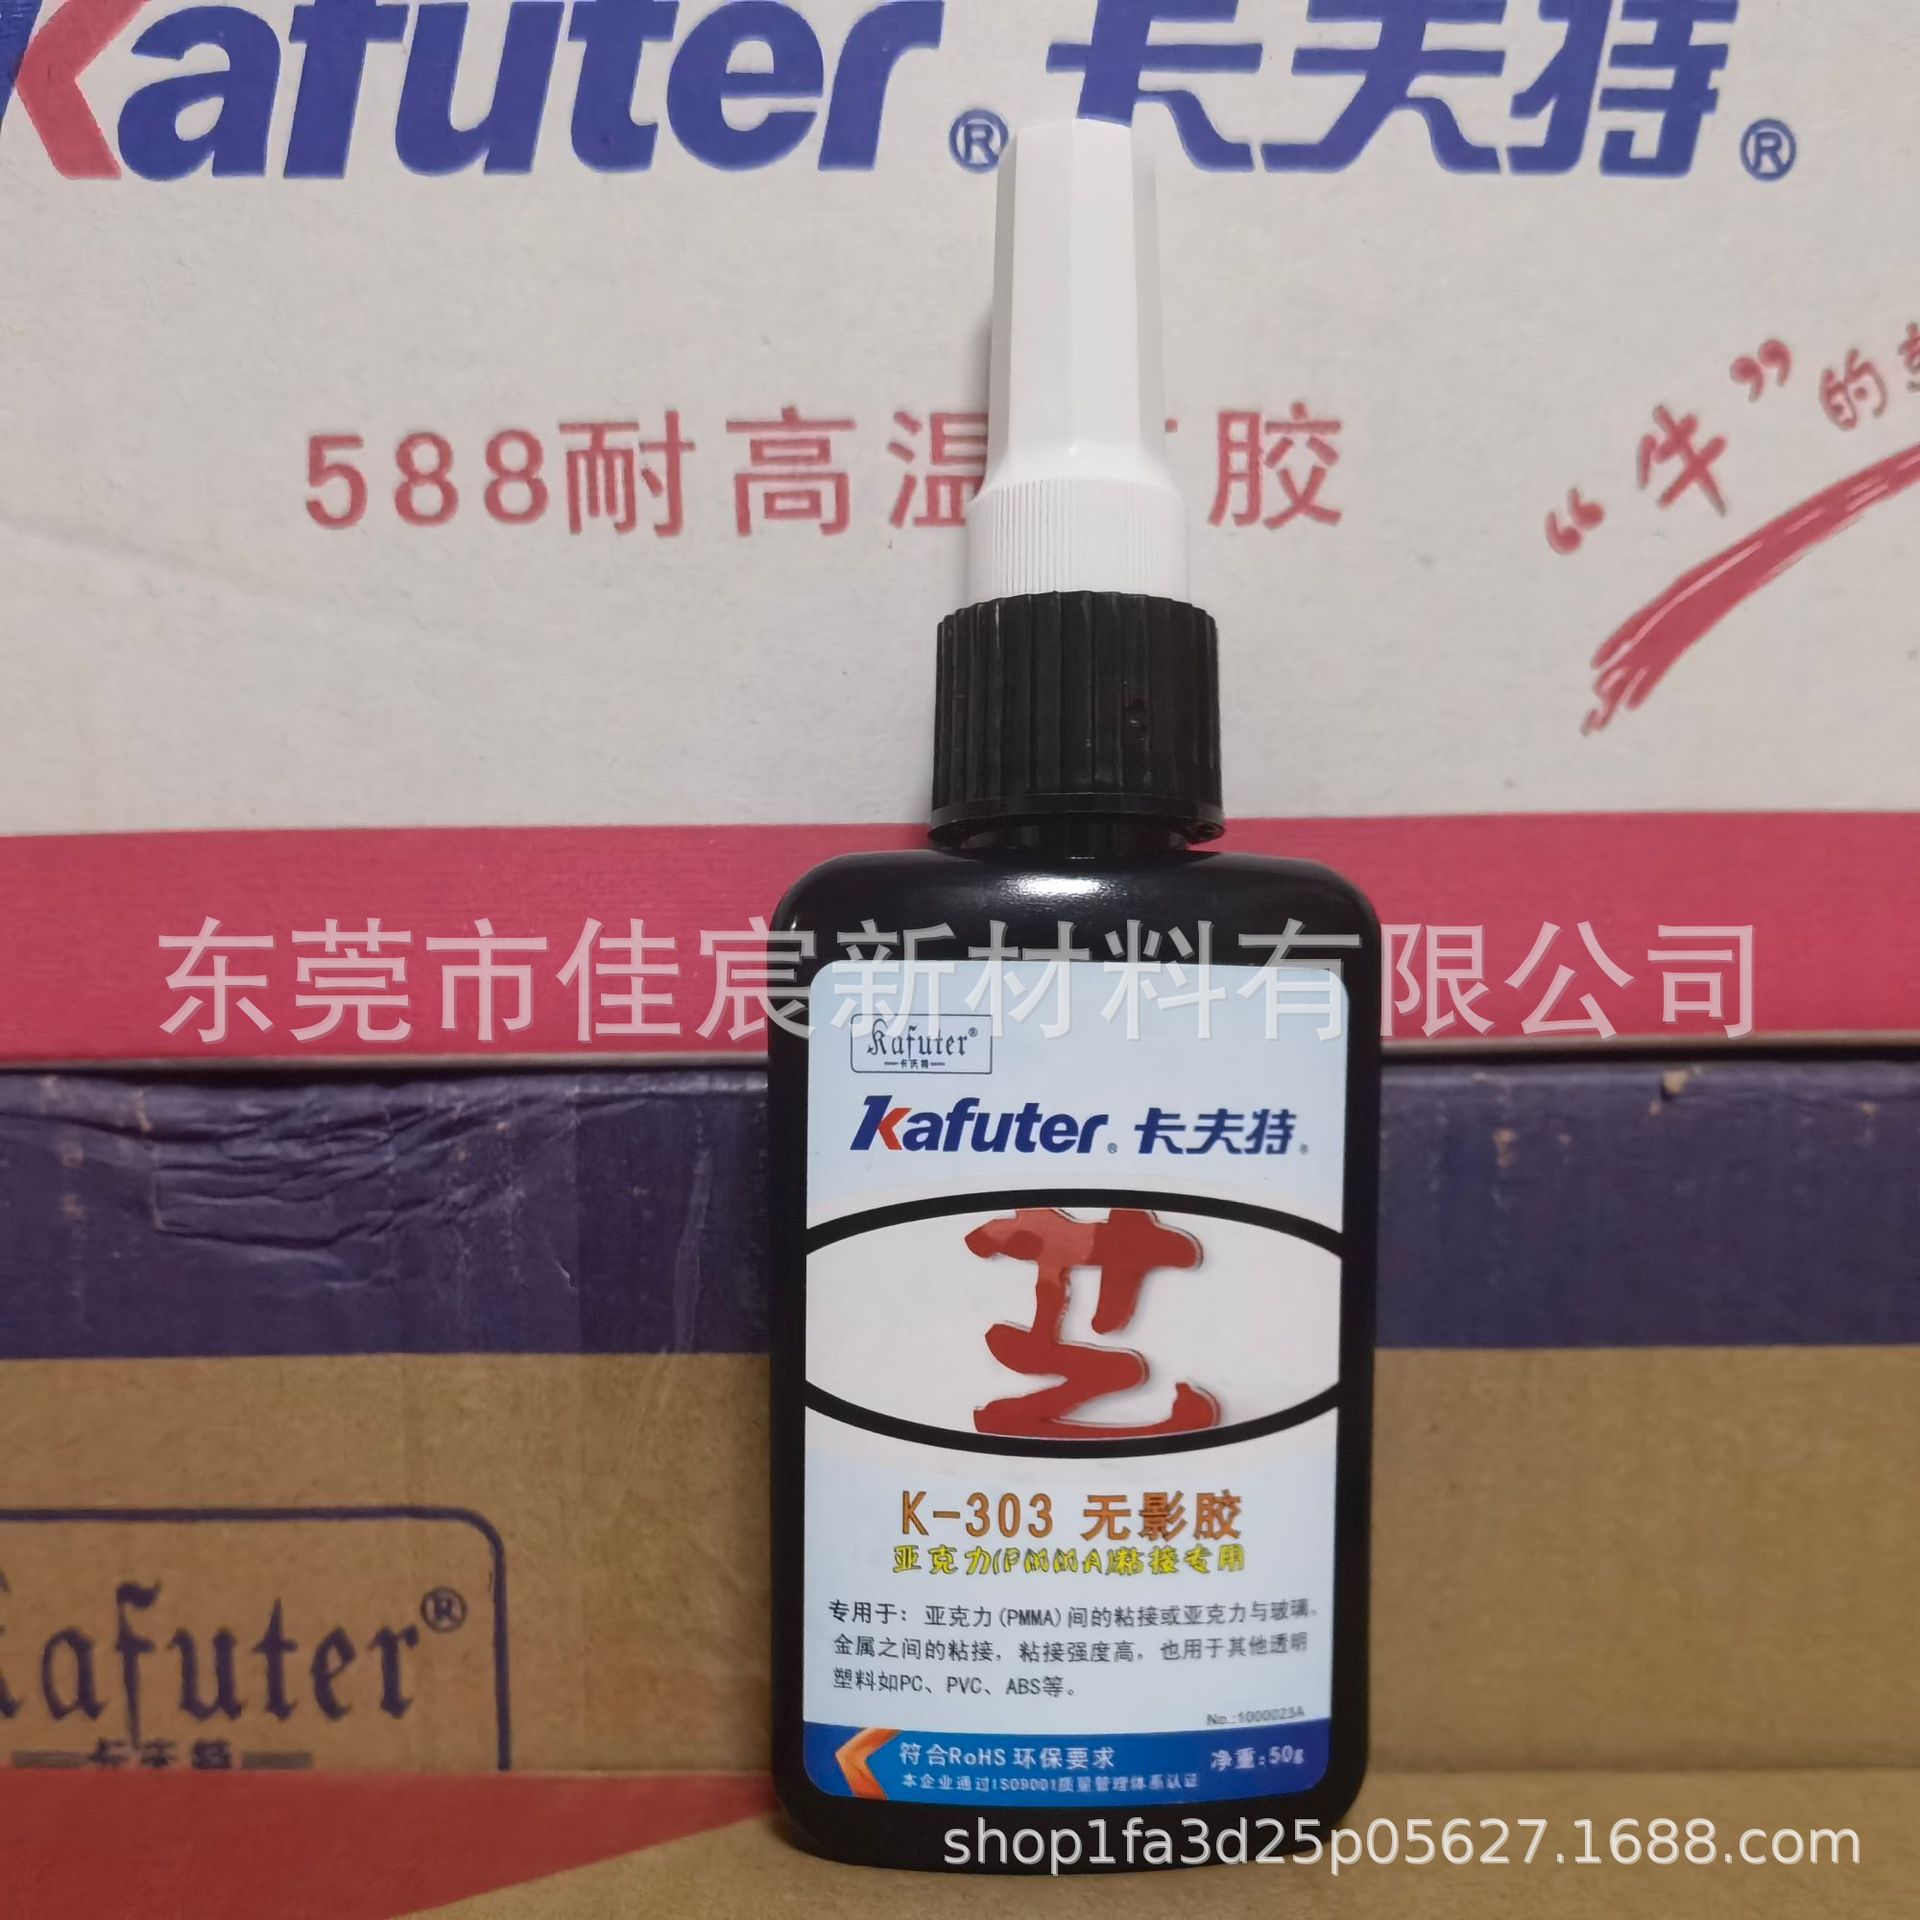 Kafuter® 卡夫特®
588耐高温 胶
“牛”的
东莞市佳宸新材料有限公司
Kafuter®
卡夫特
Kafuter® 卡夫特®
艺
K-303 无影胶
亚克力(PMMA)粘接专用
专用于：亚克力(PMMA)间的粘接或亚克力与玻璃、
金属之间的粘接，粘接强度高，也用于其他透明
塑料如PC、PVC、ABS等。
No.:1000023A
符合RoHS 环保要求
净重:50g
本企业通过ISO9001质量管理体系认证
Kafuter®
卡夫特
shop1fa3d25p05627.1688.com